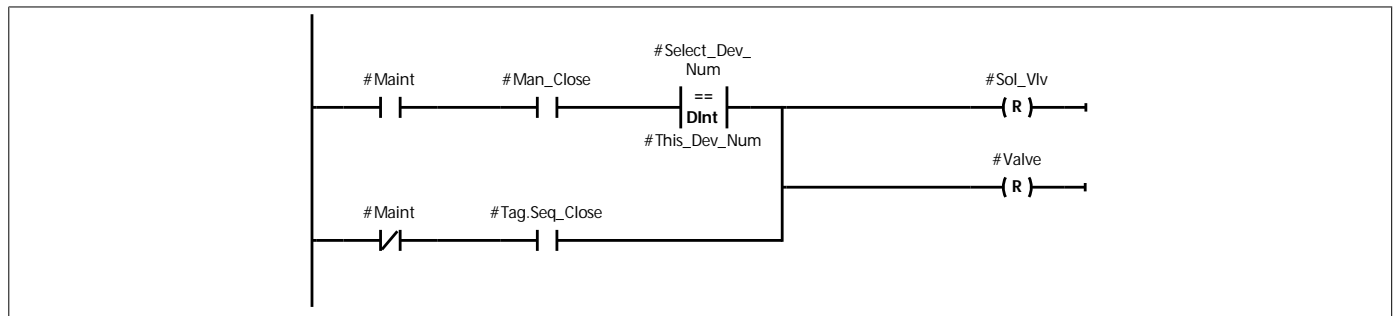 #Select_Dev_
Num
#Maint
#Man_Close
==
DInt
#This_Dev_Num
#Sol_Vlv
R
#Valve
R
#Maint
#Tag.Seq_Close